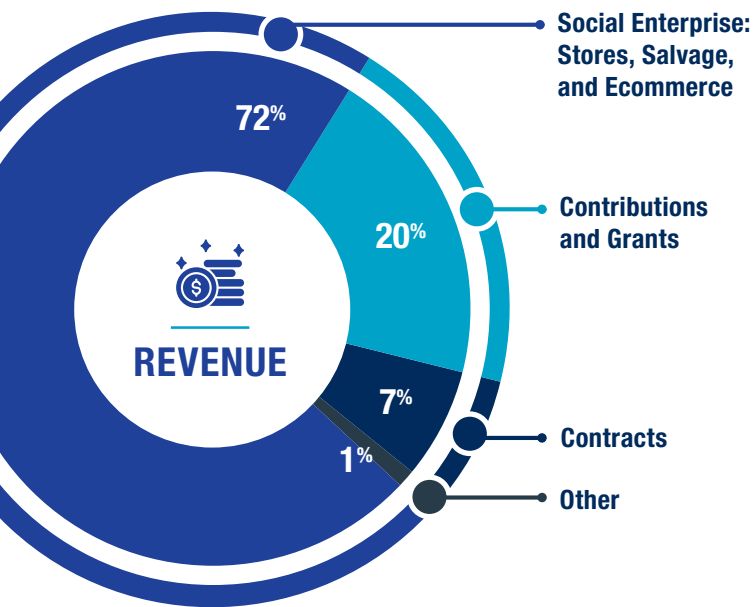 Social Enterprise:
Stores, Salvage,
and Ecommerce
72%
Contributions
and Grants
20%
$
REVENUE
7%
Contracts
1%
Other